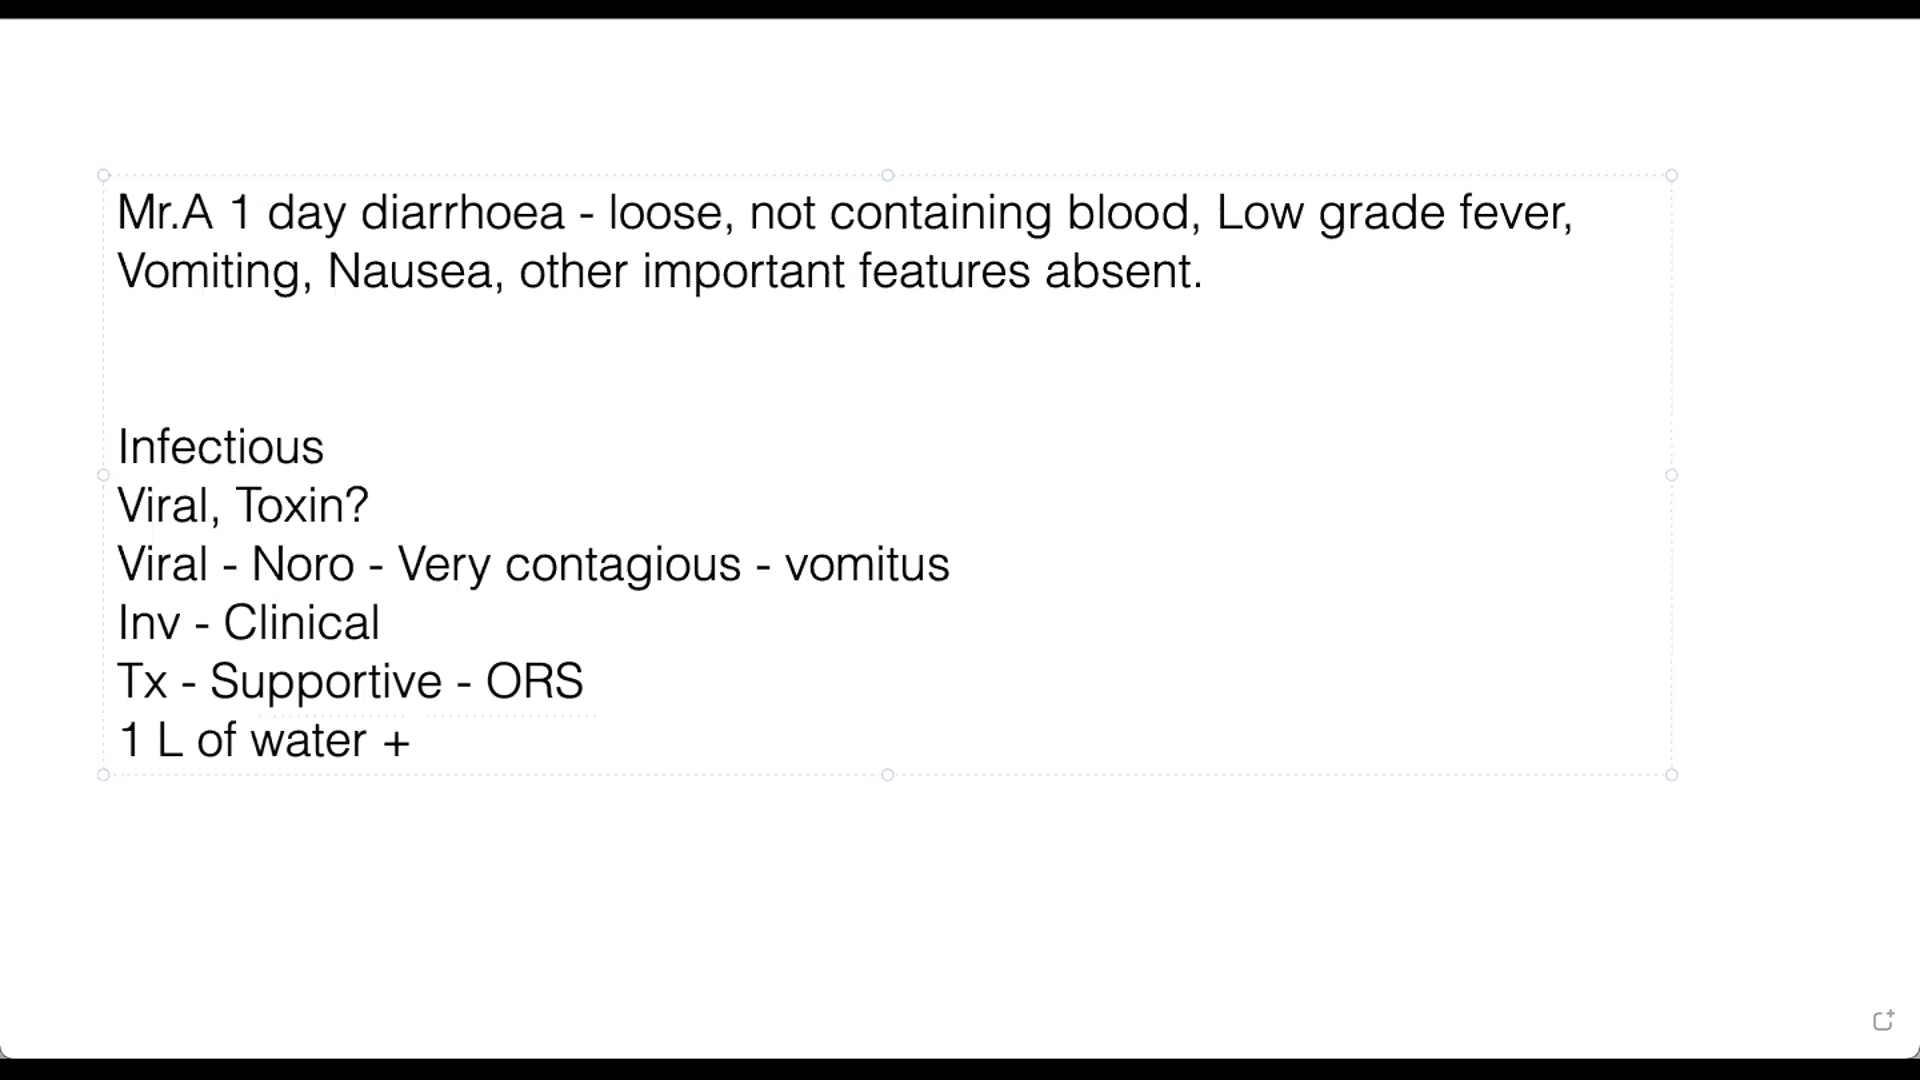 Mr.A 1 day diarrhoea - loose, not containing blood, Low grade fever,
Vomiting, Nausea, other important features absent.
Infectious
Viral, Toxin?
Viral - Noro - Very contagious - vomitus
Inv - Clinical
Tx - Supportive - ORS
1 L of water +